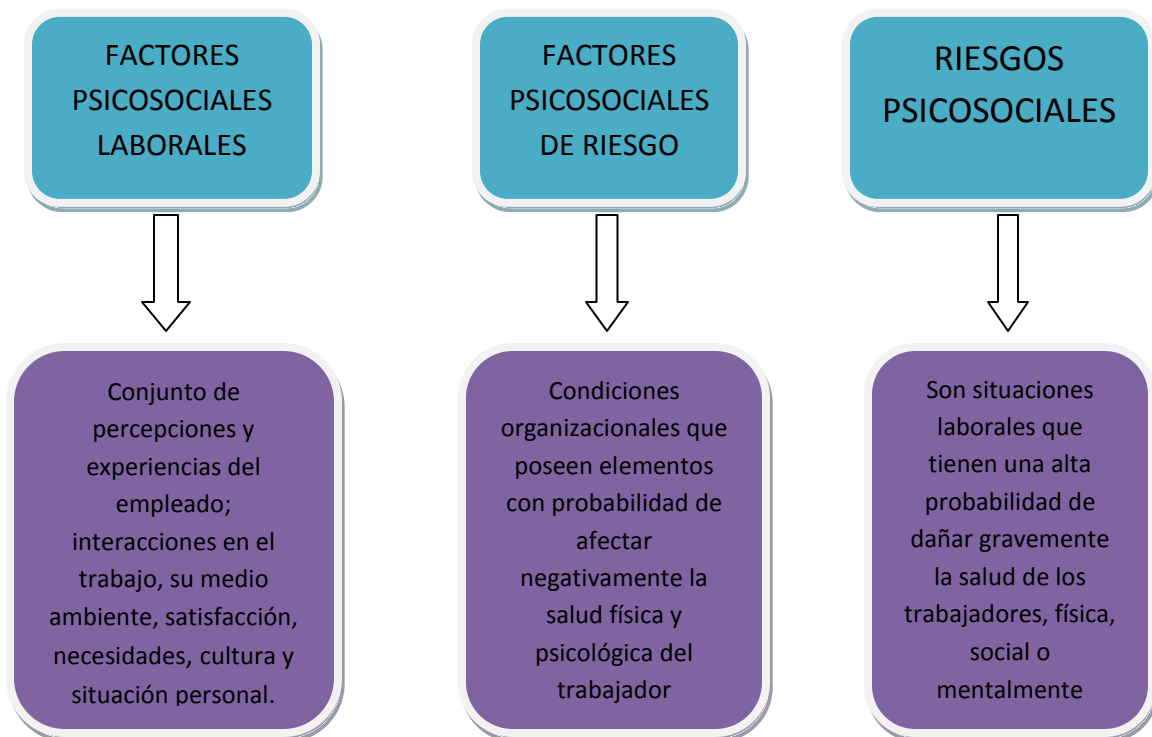 FACTORES
PSICOSOCIALES
LABORALES
FACTORES
PSICOSOCIALES
DE RIESGO
RIESGOS
PSICOSOCIALES
Conjunto de
percepciones y
experiencias del
empleado;
interacciones en el
trabajo, su medio
ambiente, satisfacción,
necesidades, cultura y
situación personal.
Condiciones
organizacionales que
poseen elementos
con probabilidad de
afectar
negativamente la
salud física y
psicológica del
trabajador
Son situaciones
laborales que
tienen una alta
probabilidad de
dañar gravemente
la salud de los
trabajadores, física,
social o
mentalmente